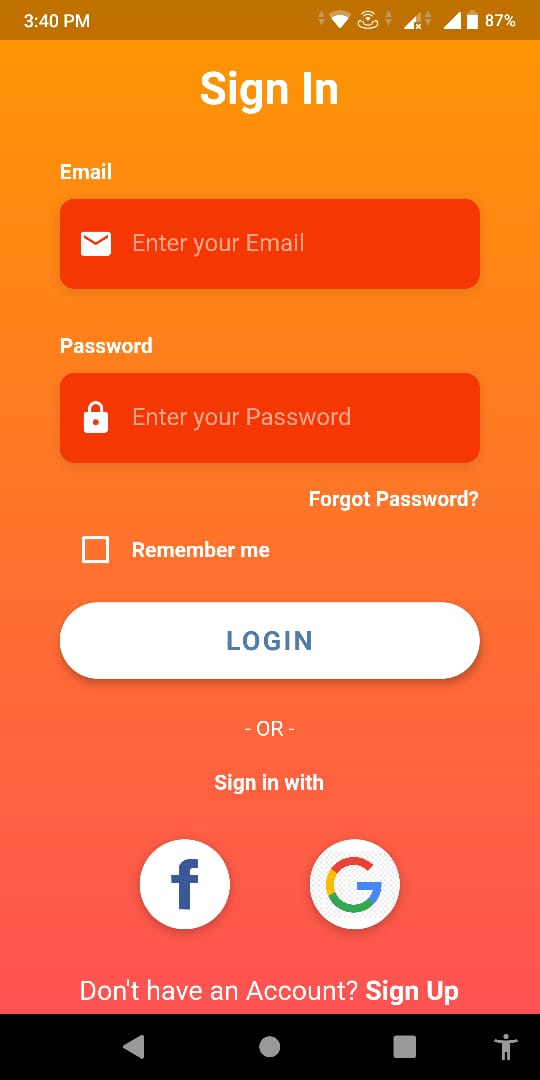 3:40 PM 87%
Sign In
Email
Enter your Email
Password
Enter your Password
Forgot Password?
Remember me
LOGIN
- OR -
Sign in with
Don't have an Account? Sign Up